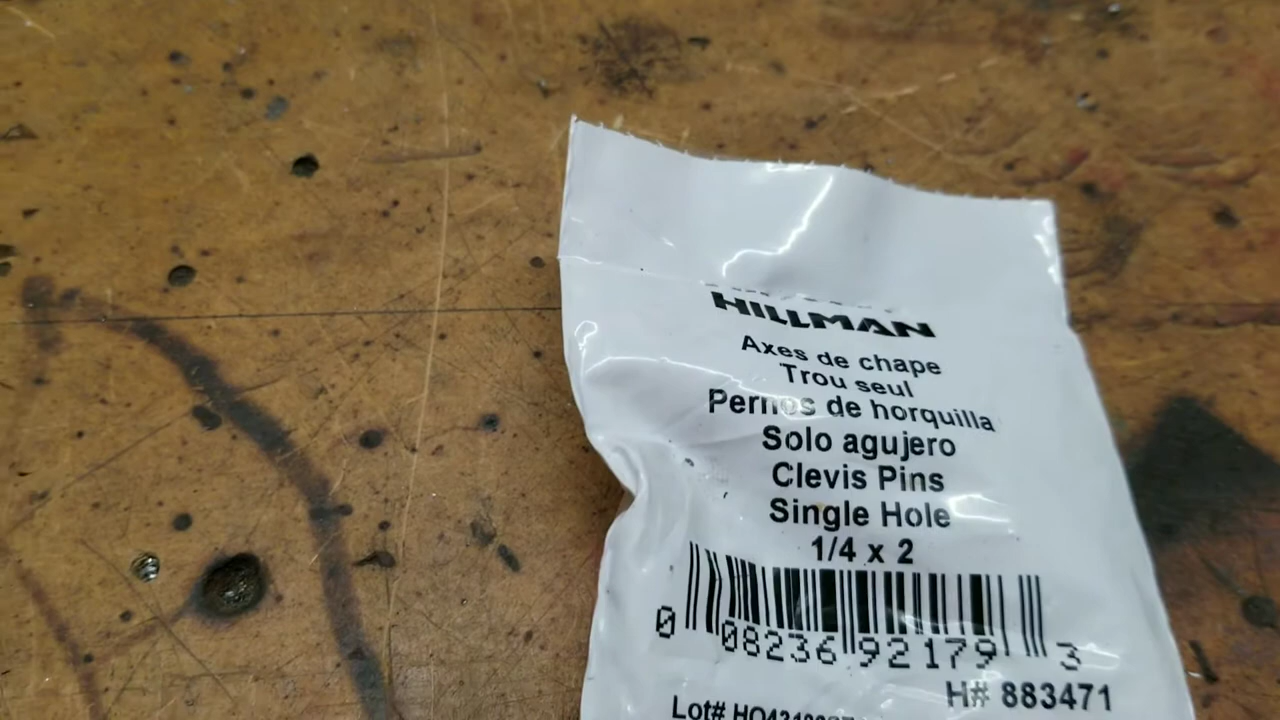 HILLMAN
Axes de chape
Trou seul
Pernos de horquilla
Solo agujero
Clevis Pins
Single Hole
1/4 x 2
0 08236 92179 3
H# 883471
Lot#